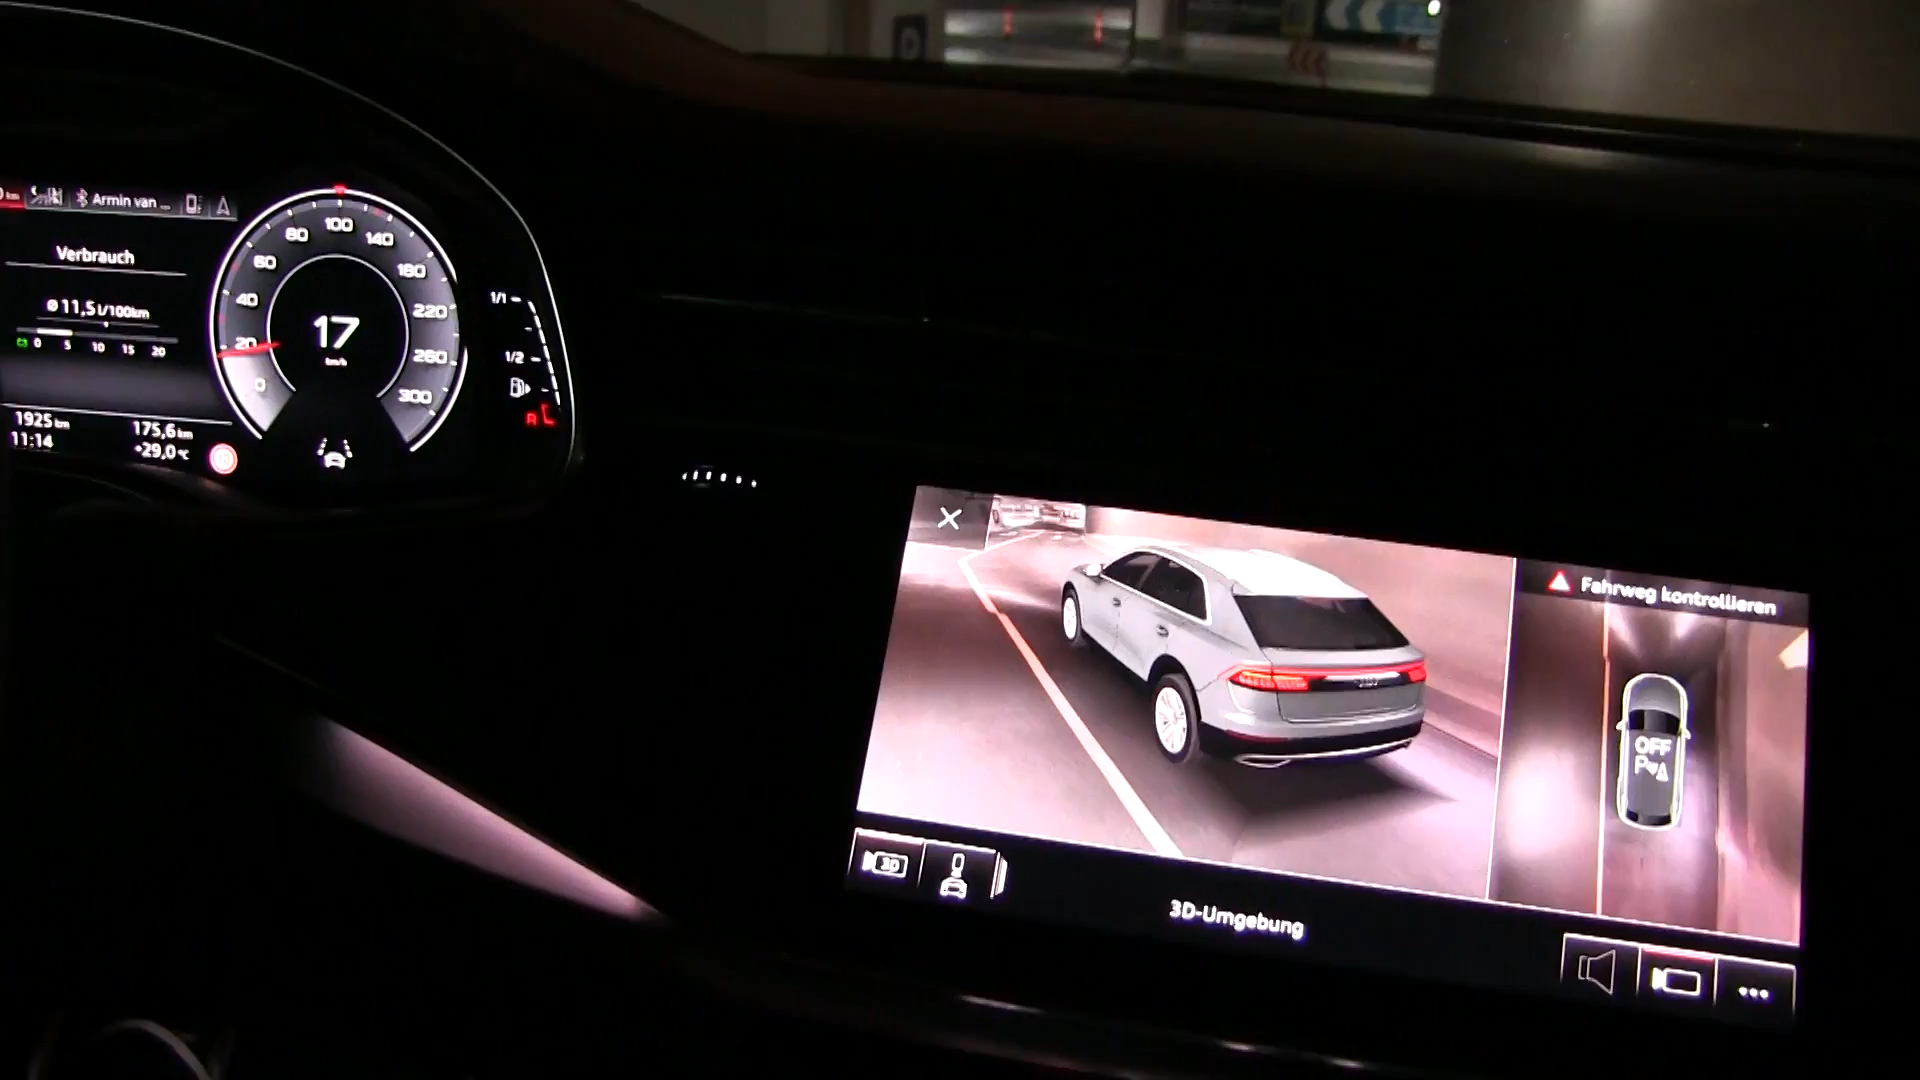 Armin van ...
Verbrauch
ø 11,5 l/100km
0 5 10 15 20
1925 km
175,6 km
11:14
+29,0 °C
0
20
40
60
80
100
140
180
220
260
300
17
km/h
1/1
1/2
Fahrweg kontrollieren
OFF
P
3D
3D-Umgebung
...